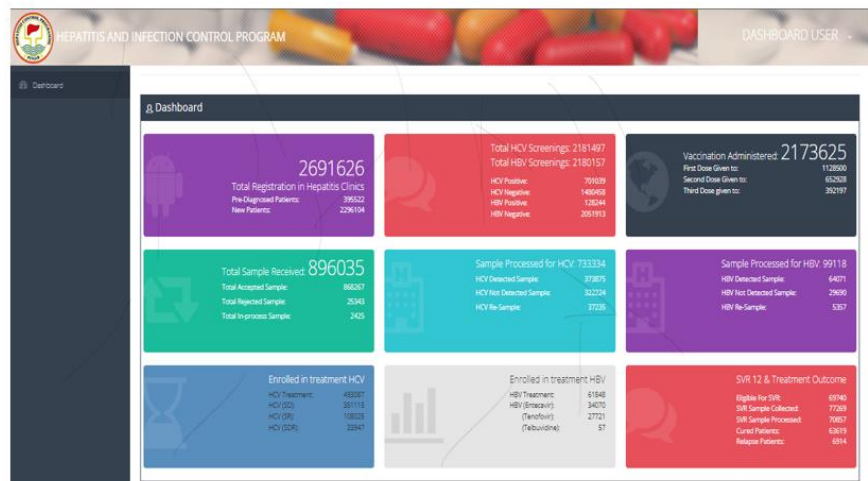 HEPATITIS AND INFECTION CONTROL PROGRAM
DASHBOARD USER
Dashboard
Dashboard
2691626
Total Registration in Hepatitis Clinics
Pre-Diagnosed Patients: 395522
New Patients: 2296104
Total HCV Screenings: 2181497
Total HBV Screenings: 2180157
HCV Positive: 701039
HCV Negative: 1480458
HBV Positive: 128244
HBV Negative: 2051913
Vaccination Administered: 2173625
First Dose Given to: 1128500
Second Dose Given to: 652928
Third Dose given to: 392197
Total Sample Received: 896035
Total Accepted Sample: 868267
Total Rejected Sample: 25343
Total In-process Sample: 2425
Sample Processed for HCV: 733334
HCV Detected Sample: 373875
HCV Not Detected Sample: 322224
HCV Re-Sample: 37235
Sample Processed for HBV: 99118
HBV Detected Sample: 64071
HBV Not Detected Sample: 29690
HBV Re-Sample: 5357
Enrolled in treatment HCV
HCV Treatment:
HCV (SD):
HCV (SR):
HCV (SDR): 33947
Enrolled in treatment HBV
HBV Treatment: 61848
HBV (Entecavir): 34070
(Tenofovir): 27721
(Telbuvidine): 57
SVR 12 & Treatment Outcome
Eligible For SVR: 69740
SVR Sample Collected: 77269
SVR Sample Processed: 70857
Cured Patients: 63619
Relapse Patients: 6914